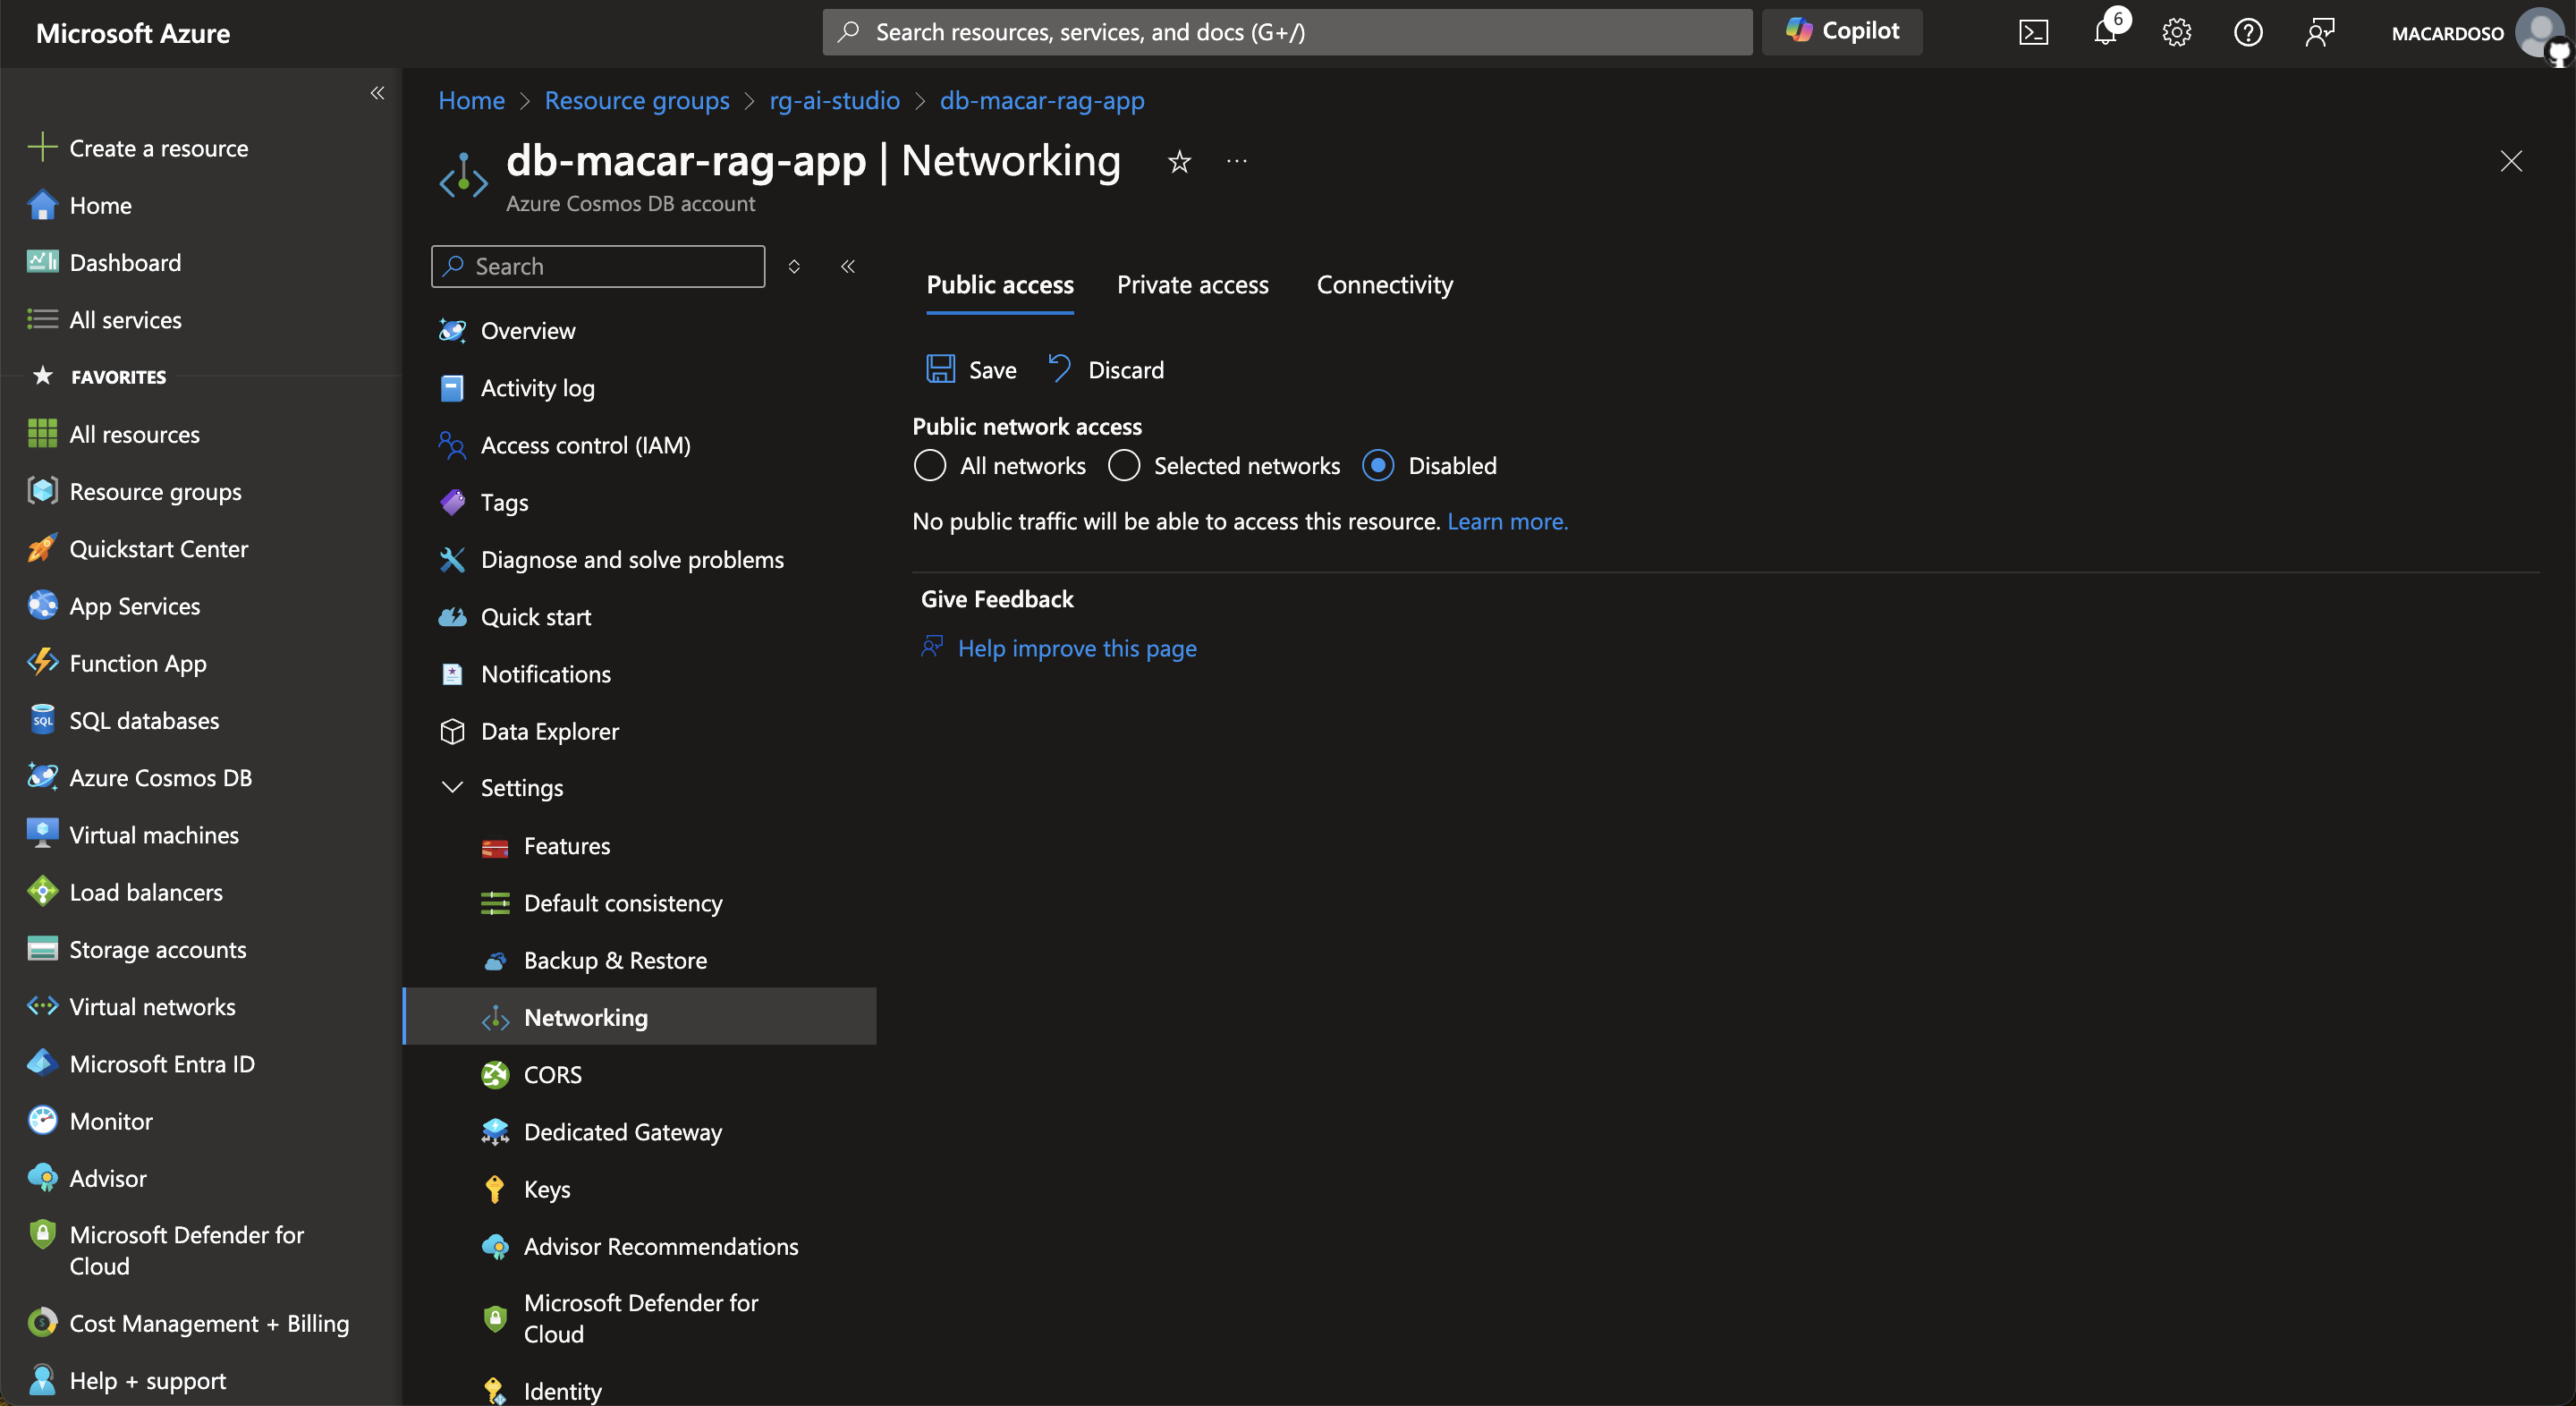 Microsoft Azure
Search resources, services, and docs (G+/)
Copilot
6
MACARDOSO
Create a resource
Home
Dashboard
All services
FAVORITES
All resources
Resource groups
Quickstart Center
App Services
Function App
SQL databases
Azure Cosmos DB
Virtual machines
Load balancers
Storage accounts
Virtual networks
Microsoft Entra ID
Monitor
Advisor
Microsoft Defender for
Cloud
Cost Management + Billing
Help + support
Home > Resource groups > rg-ai-studio > db-macar-rag-app
db-macar-rag-app | Networking
Azure Cosmos DB account
Search
Overview
Activity log
Access control (IAM)
Tags
Diagnose and solve problems
Quick start
Notifications
Data Explorer
Settings
Features
Default consistency
Backup & Restore
Networking
CORS
Dedicated Gateway
Keys
Advisor Recommendations
Microsoft Defender for
Cloud
Identity
Public access Private access Connectivity
Save Discard
Public network access
All networks Selected networks Disabled
No public traffic will be able to access this resource. Learn more.
Give Feedback
Help improve this page